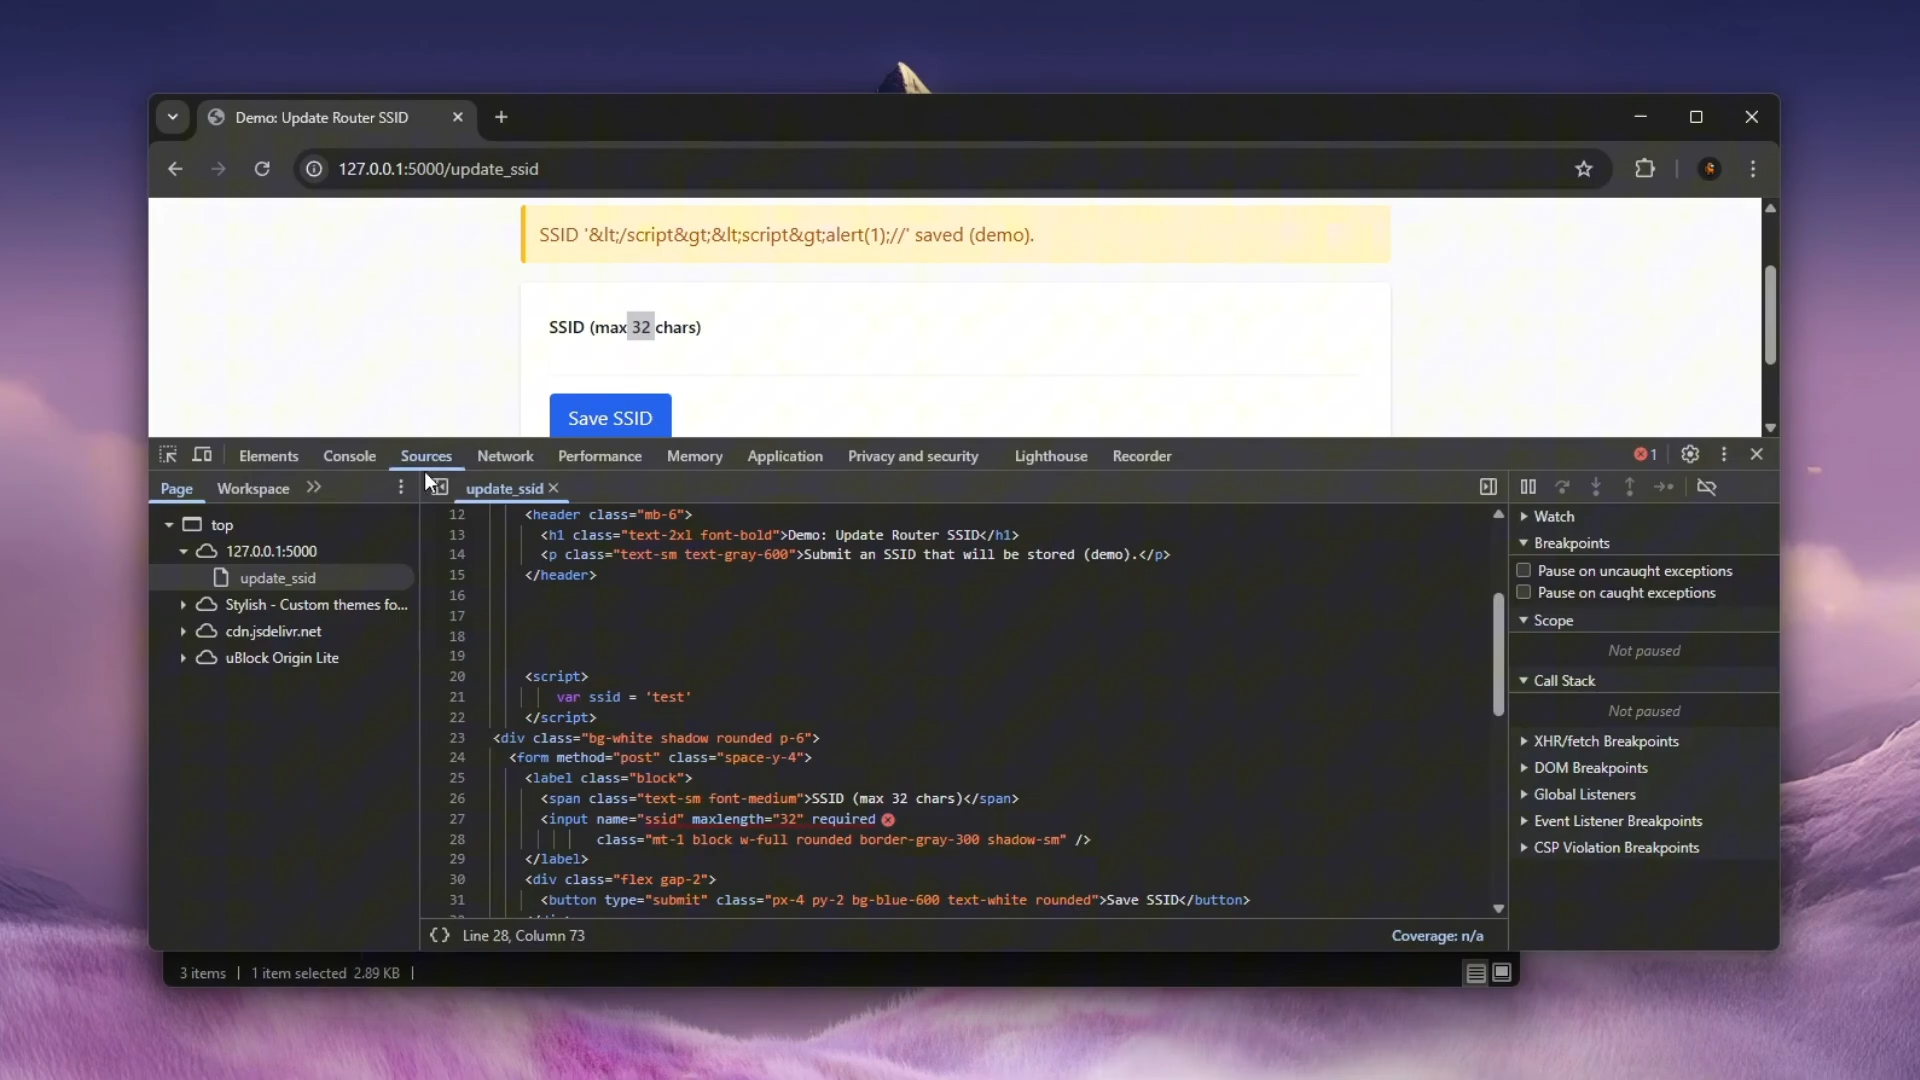 Demo: Update Router SSID
127.0.0.1:5000/update_ssid
SSID '&lt;/script&gt;&lt;script&gt;alert(1);//' saved (demo).
SSID (max 32 chars)
Save SSID
Elements Console Sources Network Performance Memory Application Privacy and security Lighthouse Recorder 1
Page Workspace update_ssid
top
127.0.0.1:5000
update_ssid
Stylish - Custom themes fo...
cdn.jsdelivr.net
uBlock Origin Lite
12 <header class="mb-6">
13 <h1 class="text-2xl font-bold">Demo: Update Router SSID</h1>
14 <p class="text-sm text-gray-600">Submit an SSID that will be stored (demo).</p>
15 </header>
16
17
18
19
20 <script>
21 var ssid = 'test'
22 </script>
23 <div class="bg-white shadow rounded p-6">
24 <form method="post" class="space-y-4">
25 <label class="block">
26 <span class="text-sm font-medium">SSID (max 32 chars)</span>
27 <input name="ssid" maxlength="32" required
28 class="mt-1 block w-full rounded border-gray-300 shadow-sm" />
29 </label>
30 <div class="flex gap-2">
31 <button type="submit" class="px-4 py-2 bg-blue-600 text-white rounded">Save SSID</button>
{} Line 28, Column 73
Coverage: n/a
Watch
Breakpoints
Pause on uncaught exceptions
Pause on caught exceptions
Scope
Not paused
Call Stack
Not paused
XHR/fetch Breakpoints
DOM Breakpoints
Global Listeners
Event Listener Breakpoints
CSP Violation Breakpoints
3 items | 1 item selected 2.89 KB |